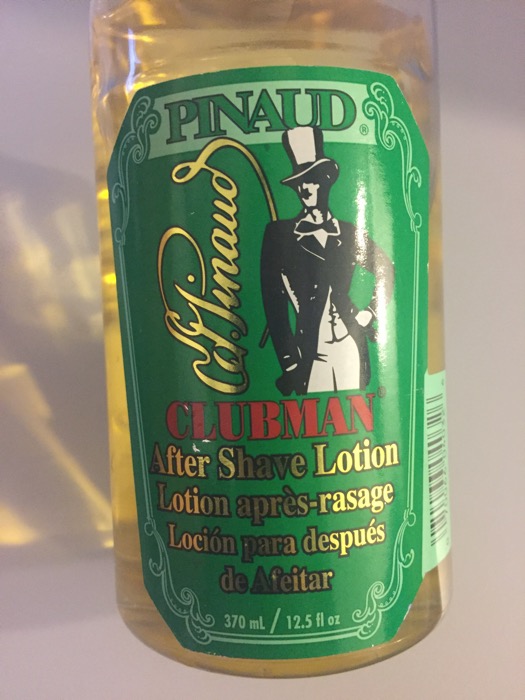 PINAUD®
Ed. Pinaud
CLUBMAN®
After Shave Lotion
Lotion après-rasage
Loción para después
de Afeitar
370 mL / 12.5 fl oz